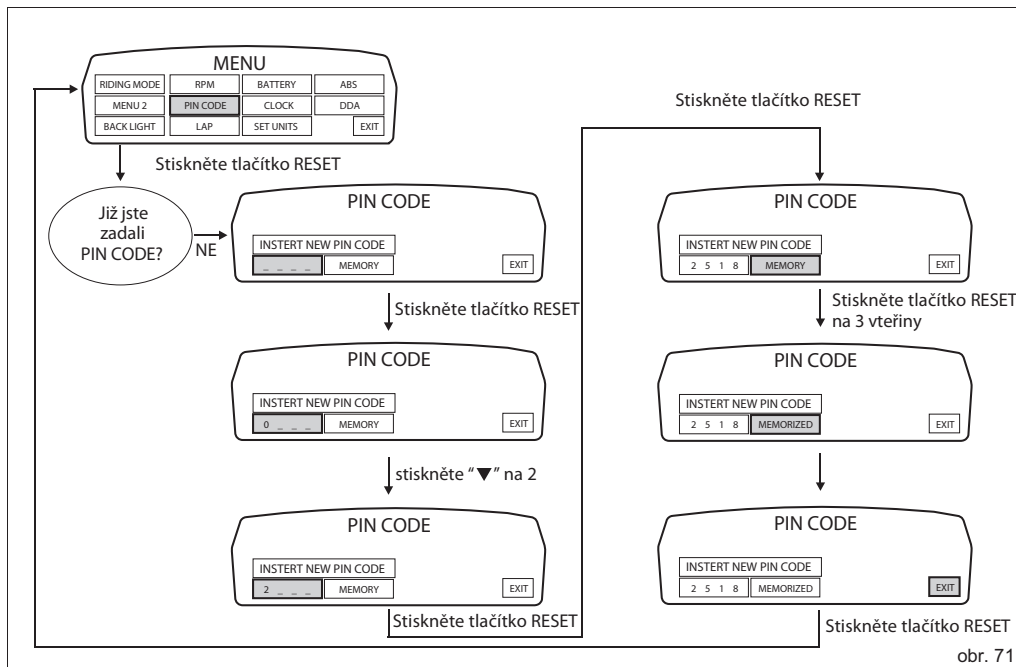 MENU
RIDING MODE RPM BATTERY ABS
MENU 2 PIN CODE CLOCK DDA
BACK LIGHT LAP SET UNITS EXIT
Stiskněte tlačítko RESET
Již jste
zadali
PIN CODE?
NE
PIN CODE
INSTERT NEW PIN CODE
_ _ _ _ MEMORY EXIT
Stiskněte tlačítko RESET
PIN CODE
INSTERT NEW PIN CODE
0 _ _ _ MEMORY EXIT
stiskněte “▼” na 2
PIN CODE
INSTERT NEW PIN CODE
2 _ _ _ MEMORY EXIT
Stiskněte tlačítko RESET
Stiskněte tlačítko RESET
PIN CODE
INSTERT NEW PIN CODE
2 5 1 8 MEMORY EXIT
Stiskněte tlačítko RESET
na 3 vteřiny
PIN CODE
INSTERT NEW PIN CODE
2 5 1 8 MEMORIZED EXIT
PIN CODE
INSTERT NEW PIN CODE
2 5 1 8 MEMORIZED EXIT
Stiskněte tlačítko RESET
obr. 71